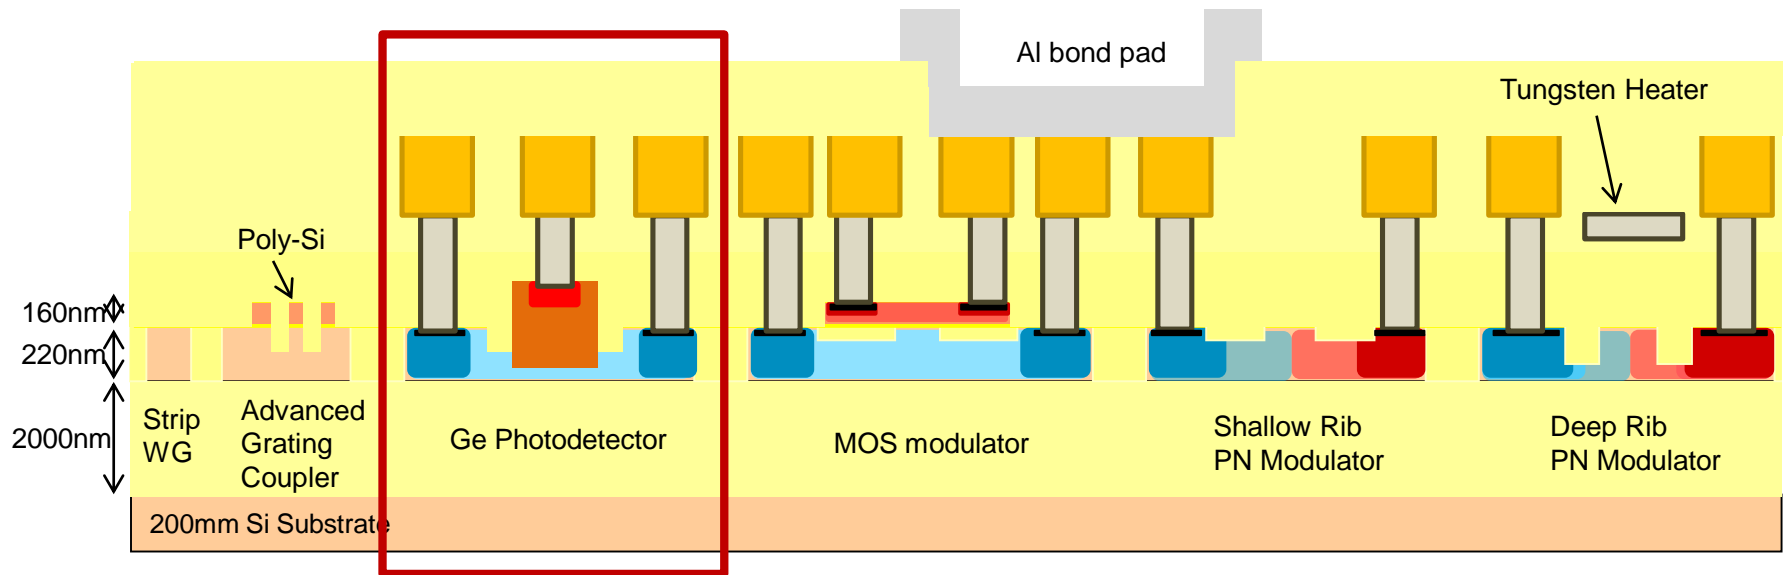 Al bond pad
Tungsten Heater
Poly-Si
160nm
220nm
2000nm
Strip
WG
Advanced
Grating
Coupler
Ge Photodetector
MOS modulator
Shallow Rib
PN Modulator
Deep Rib
PN Modulator
200mm Si Substrate